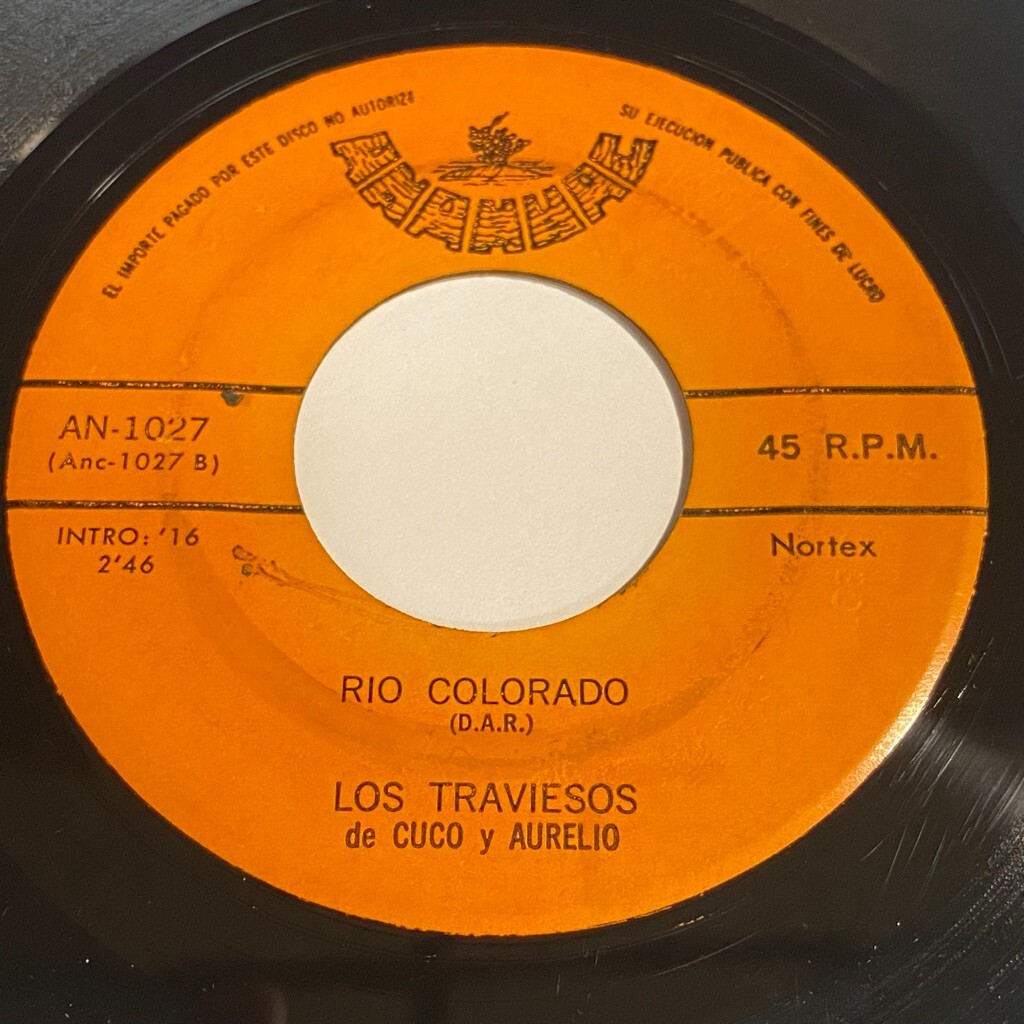 EL IMPORTE PAGADO POR ESTE DISCO NO AUTORIZA
SU EJECUCION PUBLICA CON FINES DE LUCRO
AN-1027
(Anc-1027 B)
45 R.P.M.
INTRO: '16
2'46
Nortex
RIO COLORADO
(D.A.R.)
LOS TRAVIESOS
de CUCO y AURELIO